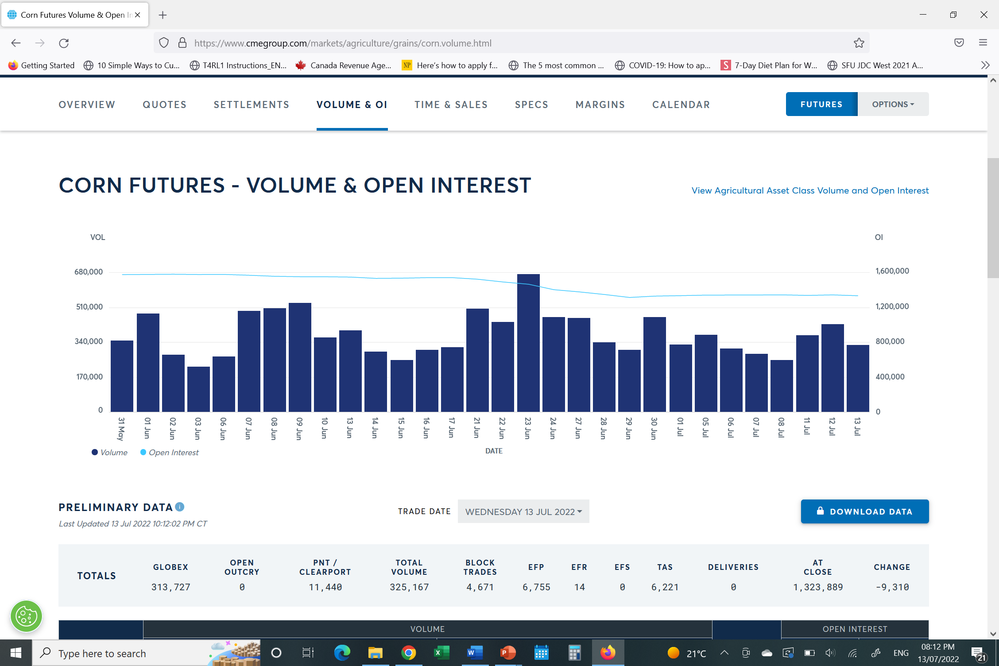 Corn Futures Volume & Open In
https://www.cmegroup.com/markets/agriculture/grains/corn.volume.html
Getting Started 10 Simple Ways to Cu... T4RL1 Instructions_EN... Canada Revenue Age... NP Here's how to apply f... The 5 most common ... COVID-19: How to ap... S 7-Day Diet Plan for W... SFU JDC West 2021 A...
OVERVIEW QUOTES SETTLEMENTS VOLUME & OI TIME & SALES SPECS MARGINS CALENDAR FUTURES OPTIONS
CORN FUTURES - VOLUME & OPEN INTEREST
View Agricultural Asset Class Volume and Open Interest
VOL OI
680,000 1,600,000
510,000 1,200,000
340,000 800,000
170,000 400,000
0 0
31 May 01 Jun 02 Jun 03 Jun 06 Jun 07 Jun 08 Jun 09 Jun 10 Jun 13 Jun 14 Jun 15 Jun 16 Jun 17 Jun 21 Jun 22 Jun 23 Jun 24 Jun 27 Jun 28 Jun 29 Jun 30 Jun 01 Jul 05 Jul 06 Jul 07 Jul 08 Jul 11 Jul 12 Jul 13 Jul
Volume Open Interest
DATE
PRELIMINARY DATA i
Last Updated 13 Jul 2022 10:12:02 PM CT
TRADE DATE WEDNESDAY 13 JUL 2022
DOWNLOAD DATA
TOTALS
GLOBEX OPEN OUTCRY PNT / CLEARPORT TOTAL VOLUME BLOCK TRADES EFP EFR EFS TAS DELIVERIES AT CLOSE CHANGE
313,727 0 11,440 325,167 4,671 6,755 14 0 6,221 0 1,323,889 -9,310
VOLUME OPEN INTEREST
Type here to search
X W P
21°C
ENG
08:12 PM
13/07/2022
21